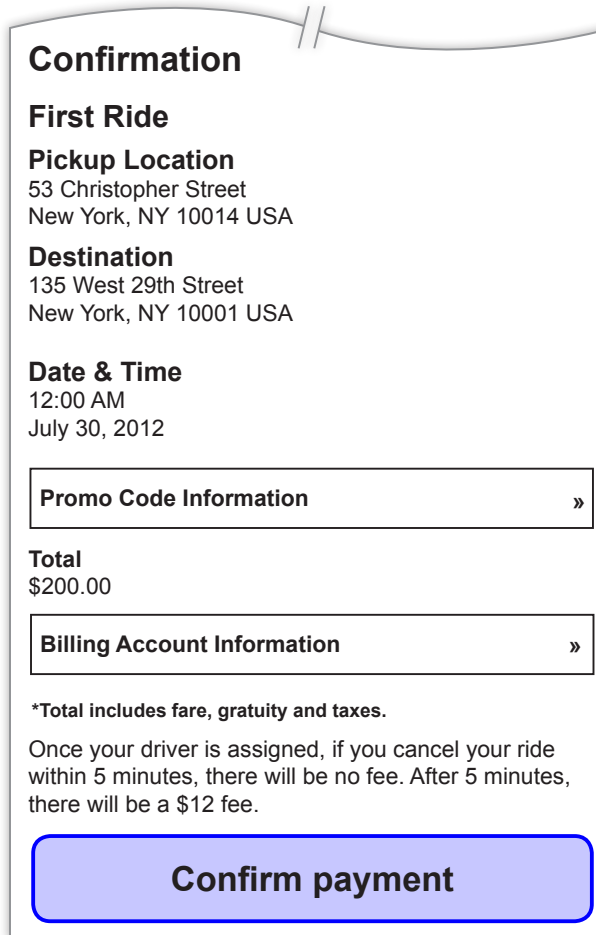 Confirmation
First Ride
Pickup Location
53 Christopher Street
New York, NY 10014 USA
Destination
135 West 29th Street
New York, NY 10001 USA
Date & Time
12:00 AM
July 30, 2012
Promo Code Information »
Total
$200.00
Billing Account Information »
*Total includes fare, gratuity and taxes.
Once your driver is assigned, if you cancel your ride
within 5 minutes, there will be no fee. After 5 minutes,
there will be a $12 fee.
Confirm payment